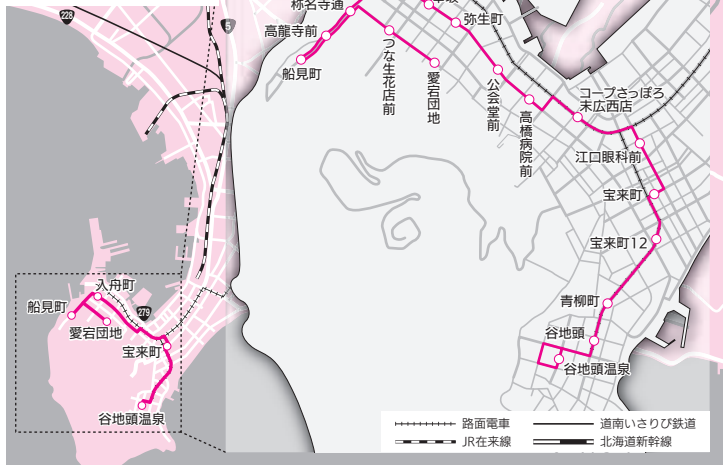 228
5
称名寺通
高龍寺前
船見町
つな生花店前
愛宕団地
弥生町
公会堂前
高橋病院前
コープさっぽろ
末広西店
江口眼科前
宝来町
宝来町12
青柳町
谷地頭
谷地頭温泉
入舟町
船見町
279
愛宕団地
宝来町
谷地頭温泉
路面電車
道南いさりび鉄道
JR在来線
北海道新幹線